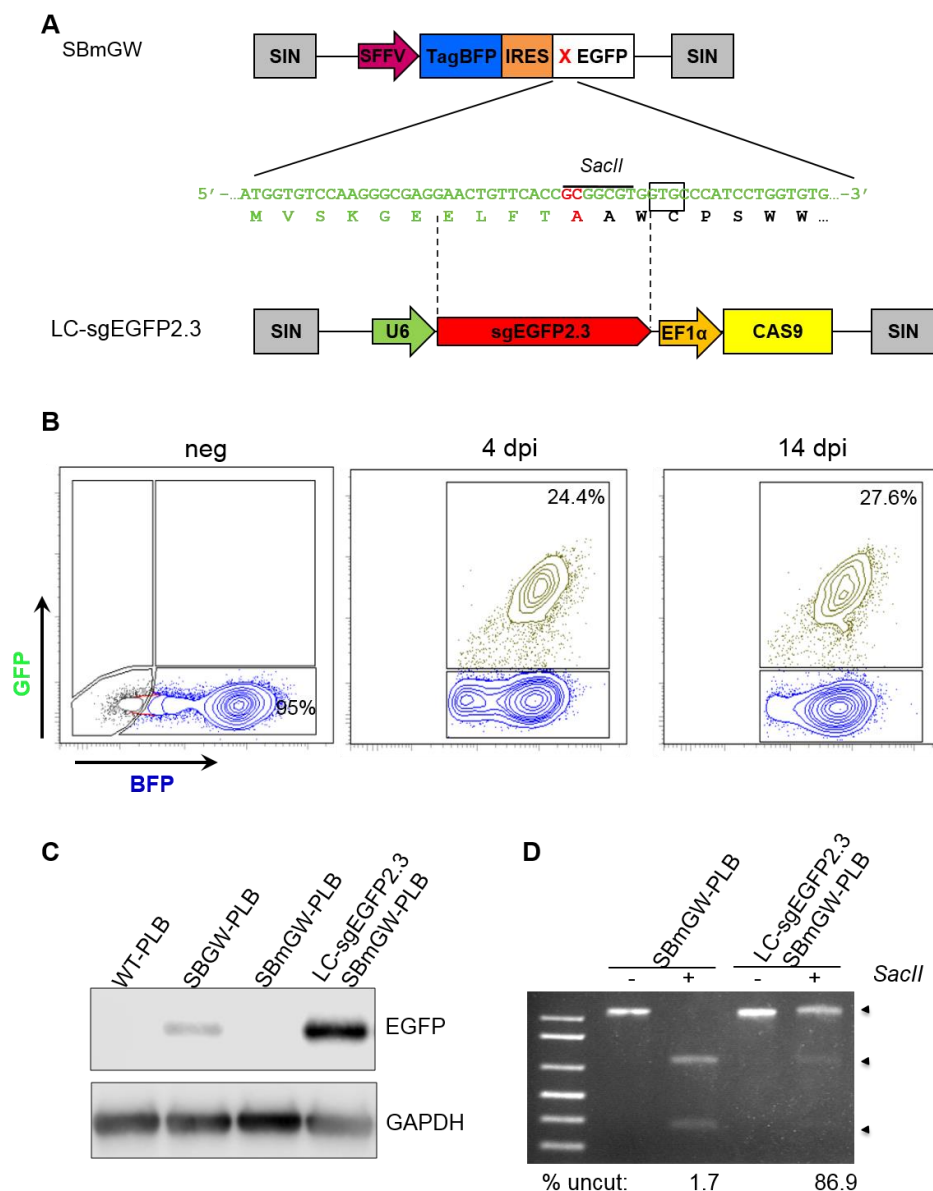 A
SBmGW
SIN SFFV TagBFP IRES X EGFP SIN
SacII
5’-…ATGGTGTCCAAGGGCGAGGAACTGTTCACCGCGGCGTGGTGCCCATCCTGGTGTG…-3’
M V S K G E E L F T A A W C P S W W …
LC-sgEGFP2.3
SIN U6 sgEGFP2.3 EF1α CAS9 SIN
B
neg 4 dpi 14 dpi
24.4% 27.6%
95%
GFP
BFP
C
WT-PLB
SBGW-PLB
SBmGW-PLB
LC-sgEGFP2.3
SBmGW-PLB
EGFP
GAPDH
D
SBmGW-PLB
LC-sgEGFP2.3
SBmGW-PLB
- + - + SacII
% uncut: 1.7 86.9